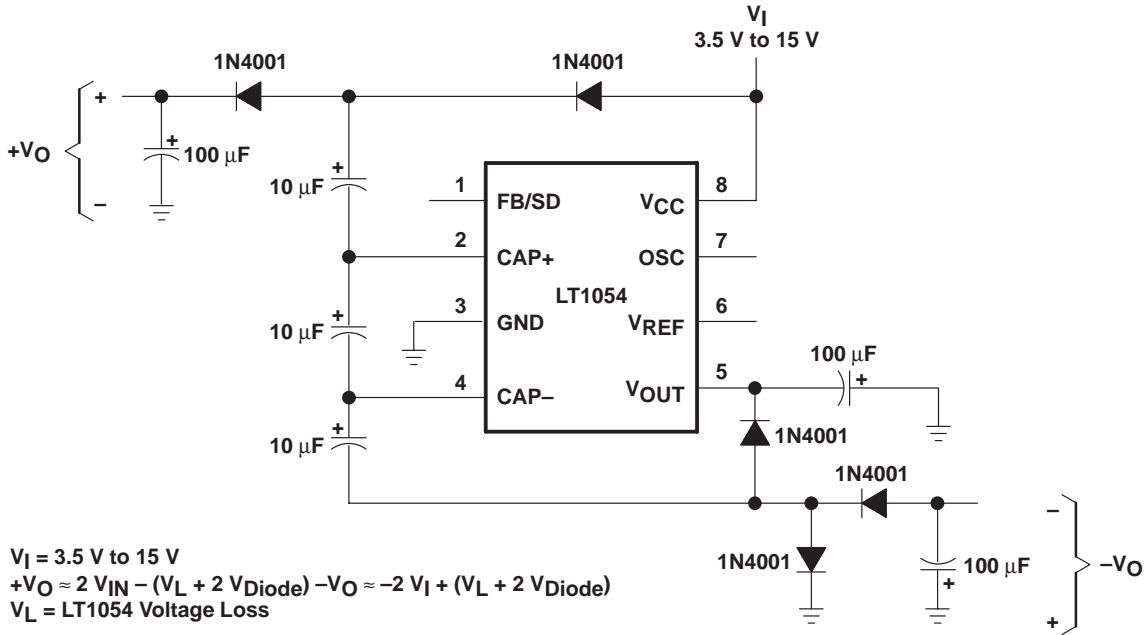 V_I
3.5 V to 15 V
1N4001
1N4001
+
+V_O
+
100 μF
–
+
10 μF
1
FB/SD
V_CC
8
2
CAP+
OSC
7
LT1054
3
GND
V_REF
6
+
10 μF
4
CAP–
V_OUT
5
100 μF
+
+
10 μF
1N4001
1N4001
1N4001
–
100 μF
+
–V_O
+
V_I = 3.5 V to 15 V
+V_O ≈ 2 V_IN – (V_L + 2 V_Diode) –V_O ≈ –2 V_I + (V_L + 2 V_Diode)
V_L = LT1054 Voltage Loss